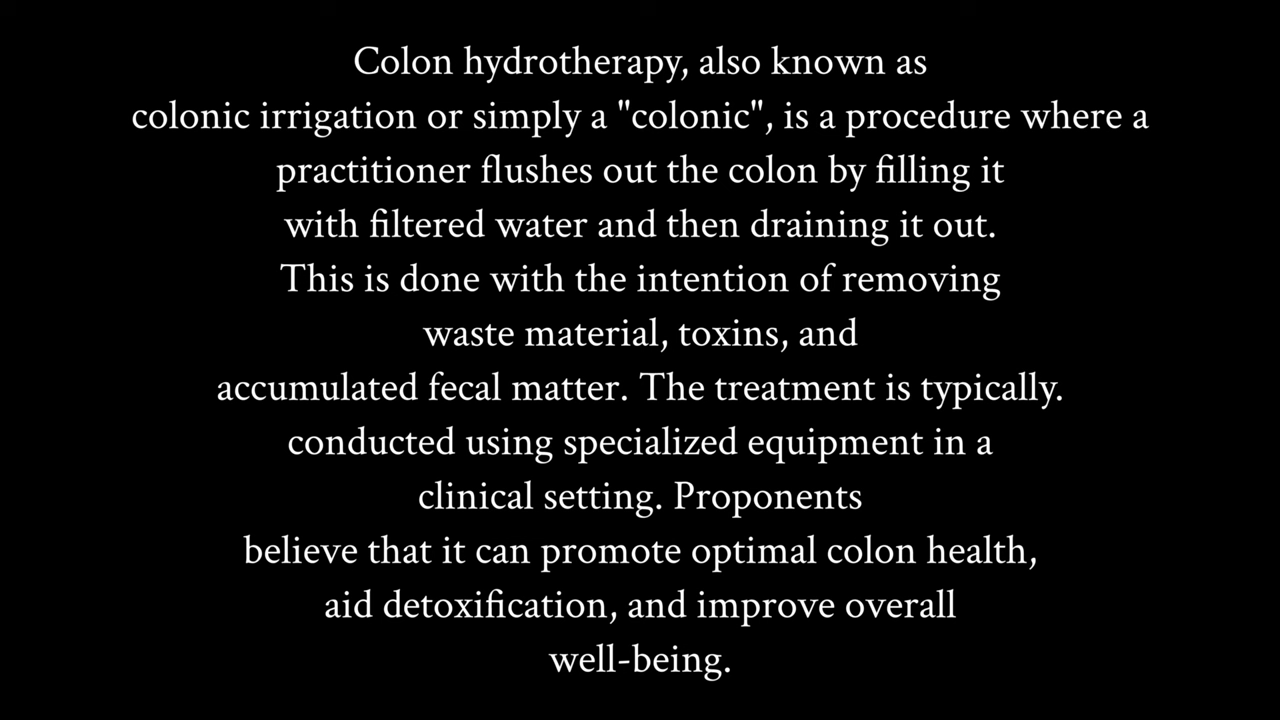 Colon hydrotherapy, also known as
colonic irrigation or simply a "colonic", is a procedure where a
practitioner flushes out the colon by filling it
with filtered water and then draining it out.
This is done with the intention of removing
waste material, toxins, and
accumulated fecal matter. The treatment is typically.
conducted using specialized equipment in a
clinical setting. Proponents
believe that it can promote optimal colon health,
aid detoxification, and improve overall
well-being.